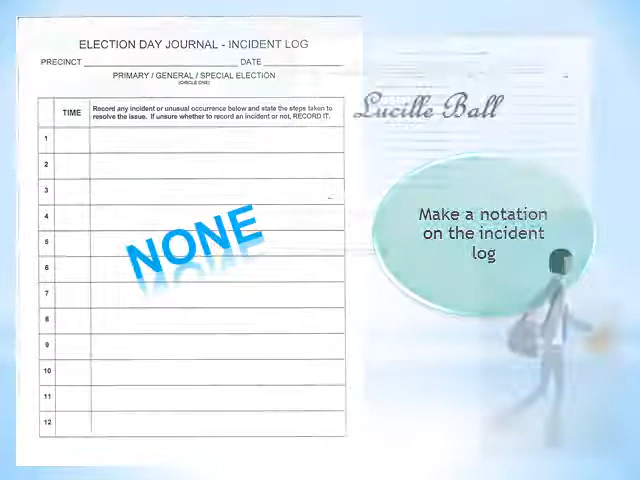 ELECTION DAY JOURNAL - INCIDENT LOG
PRECINCT DATE
PRIMARY / GENERAL / SPECIAL ELECTION
(CIRCLE ONE)
TIME
Record any incident or unusual occurrence below and state the steps taken to
resolve the issue. If unsure whether to record an incident or not, RECORD IT.
1
2
3
4
5
6
7
8
9
10
11
12
NONE
Lucille Ball
Make a notation
on the incident
log